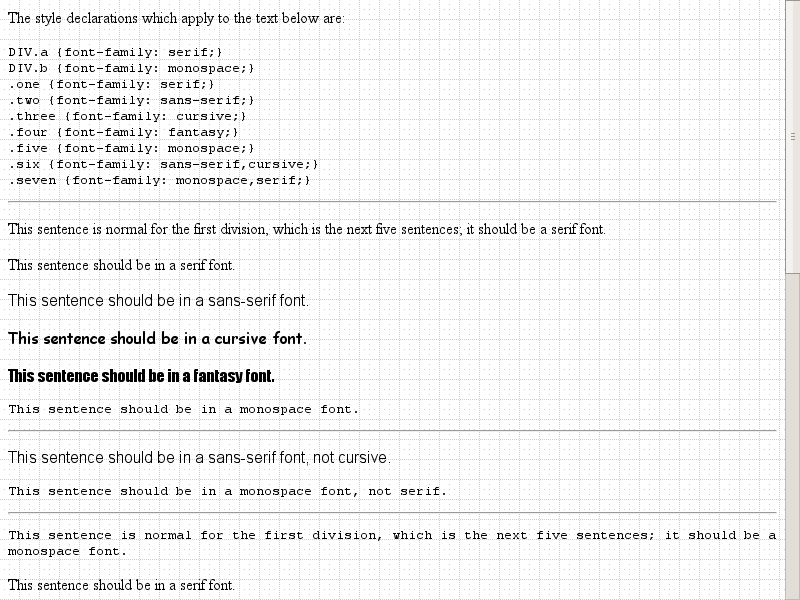 The style declarations which apply to the text below are:
DIV.a {font-family: serif;}
DIV.b {font-family: monospace;}
.one {font-family: serif;}
.two {font-family: sans-serif;}
.three {font-family: cursive;}
.four {font-family: fantasy;}
.five {font-family: monospace;}
.six {font-family: sans-serif,cursive;}
.seven {font-family: monospace,serif;}
This sentence is normal for the first division, which is the next five sentences; it should be a serif font.
This sentence should be in a serif font.
This sentence should be in a sans-serif font.
This sentence should be in a cursive font.
This sentence should be in a fantasy font.
This sentence should be in a monospace font.
This sentence should be in a sans-serif font, not cursive.
This sentence should be in a monospace font, not serif.
This sentence is normal for the first division, which is the next five sentences; it should be a
monospace font.
This sentence should be in a serif font.